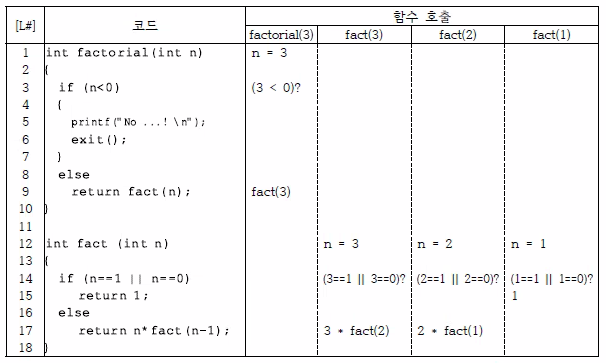 [L#] 코드 함수 호출
factorial(3) fact(3) fact(2) fact(1)
1 int factorial(int n) n = 3
2 {
3 if (n<0) (3 < 0)?
4 {
5 printf("No ...! \n");
6 exit();
7 }
8 else
9 return fact(n); fact(3)
10 }
11
12 int fact (int n) n = 3 n = 2 n = 1
13 {
14 if (n==1 || n==0) (3==1 || 3==0)? (2==1 || 2==0)? (1==1 || 1==0)?
15 return 1; 1
16 else
17 return n*fact(n-1); 3 * fact(2) 2 * fact(1)
18 }